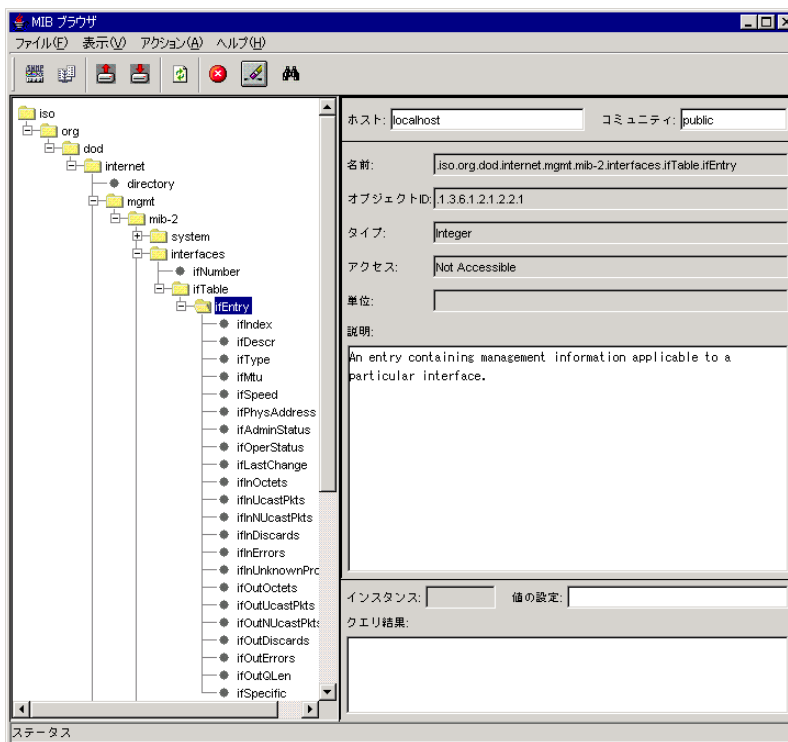 MIB ブラウザ
ファイル(F) 表示(V) アクション(A) ヘルプ(H)
iso
org
dod
internet
directory
mgmt
mib-2
system
interfaces
ifNumber
ifTable
ifEntry
ifIndex
ifDescr
ifType
ifMtu
ifSpeed
ifPhysAddress
ifAdminStatus
ifOperStatus
ifLastChange
ifInOctets
ifInUcastPkts
ifInNUcastPkts
ifInDiscards
ifInErrors
ifInUnknownPro
ifOutOctets
ifOutUcastPkts
ifOutNUcastPkts
ifOutDiscards
ifOutErrors
ifOutQLen
ifSpecific
ホスト: localhost コミュニティ: public
名前: .iso.org.dod.internet.mgmt.mib-2.interfaces.ifTable.ifEntry
オブジェクトID: .1.3.6.1.2.1.2.2.1
タイプ: Integer
アクセス: Not Accessible
単位:
説明:
An entry containing management information applicable to a
particular interface.
インスタンス: 値の設定:
クエリ結果:
ステータス